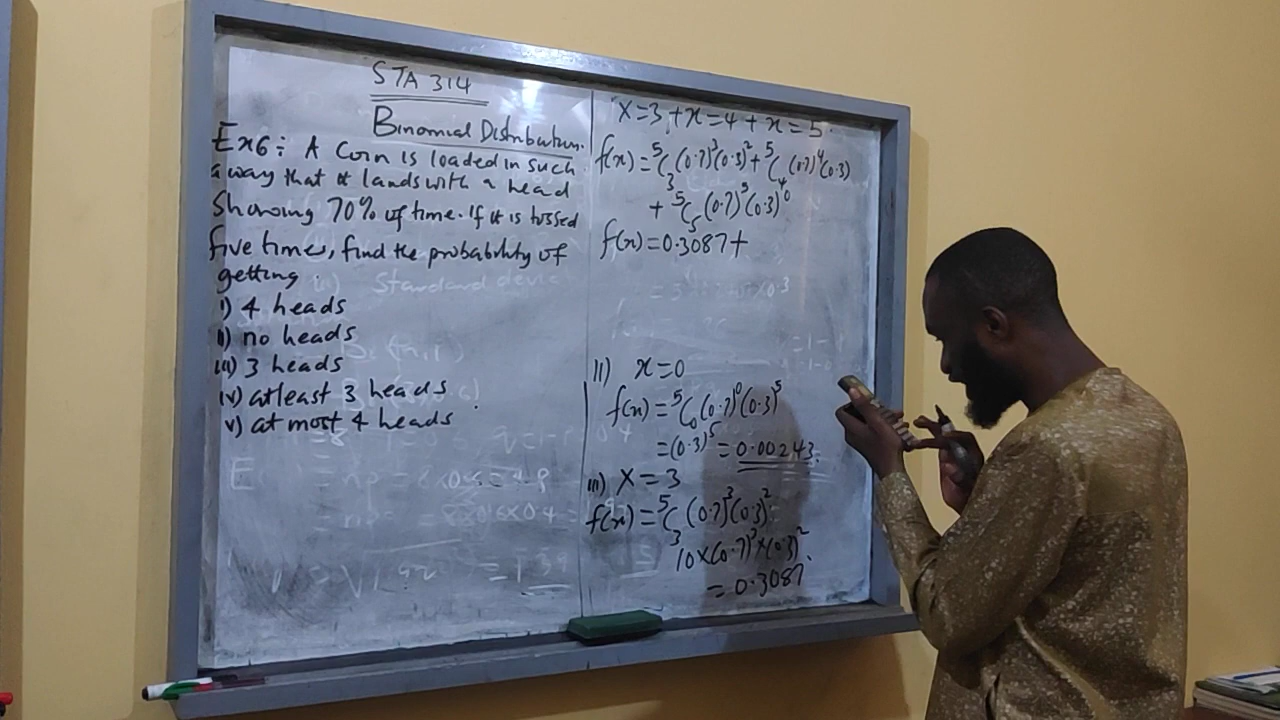 STA 314
Binomial Distribution.
Ex6: A Coin is loaded in such
away that it lands with a head
showing 70% of time. If it is tossed
five times, find the probability of
getting.
i) 4 heads
ii) no heads
iii) 3 heads
iv) atleast 3 heads
v) at most 4 heads
X=3 + x=4 + x=5.
f(x) = ⁵C₃ (0.7)³(0.3)² + ⁵C₄ (0.7)⁴(0.3)
+ ⁵C₅ (0.7)⁵(0.3)⁰
f(x) = 0.3087 +
ii) x=0
f(x) = ⁵C₀ (0.7)⁰(0.3)⁵
= (0.3)⁵ = 0.00243.
iii) X = 3
f(x) = ⁵C₃ (0.7)³(0.3)²
10×(0.7)³×(0.3)².
= 0.3087.